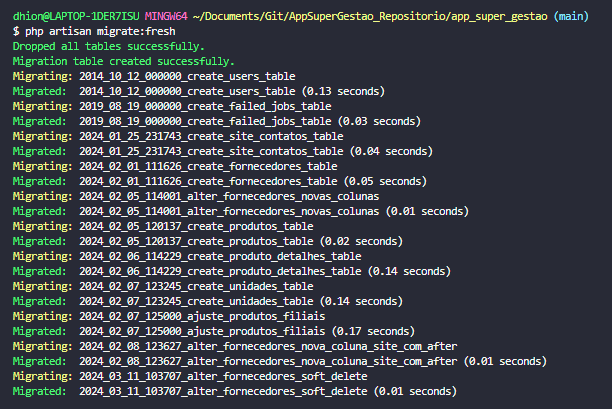 dhion@LAPTOP-1DER7ISU MINGW64 ~/Documents/Git/AppSuperGestao_Repositorio/app_super_gestao (main)
$ php artisan migrate:fresh
Dropped all tables successfully.
Migration table created successfully.
Migrating: 2014_10_12_000000_create_users_table
Migrated:  2014_10_12_000000_create_users_table (0.13 seconds)
Migrating: 2019_08_19_000000_create_failed_jobs_table
Migrated:  2019_08_19_000000_create_failed_jobs_table (0.03 seconds)
Migrating: 2024_01_25_231743_create_site_contatos_table
Migrated:  2024_01_25_231743_create_site_contatos_table (0.04 seconds)
Migrating: 2024_02_01_111626_create_fornecedores_table
Migrated:  2024_02_01_111626_create_fornecedores_table (0.05 seconds)
Migrating: 2024_02_05_114001_alter_fornecedores_novas_colunas
Migrated:  2024_02_05_114001_alter_fornecedores_novas_colunas (0.01 seconds)
Migrating: 2024_02_05_120137_create_produtos_table
Migrated:  2024_02_05_120137_create_produtos_table (0.02 seconds)
Migrating: 2024_02_06_114229_create_produto_detalhes_table
Migrated:  2024_02_06_114229_create_produto_detalhes_table (0.14 seconds)
Migrating: 2024_02_07_123245_create_unidades_table
Migrated:  2024_02_07_123245_create_unidades_table (0.14 seconds)
Migrating: 2024_02_07_125000_ajuste_produtos_filiais
Migrated:  2024_02_07_125000_ajuste_produtos_filiais (0.17 seconds)
Migrating: 2024_02_08_123627_alter_fornecedores_nova_coluna_site_com_after
Migrated:  2024_02_08_123627_alter_fornecedores_nova_coluna_site_com_after (0.01 seconds)
Migrating: 2024_03_11_103707_alter_fornecedores_soft_delete
Migrated:  2024_03_11_103707_alter_fornecedores_soft_delete (0.01 seconds)